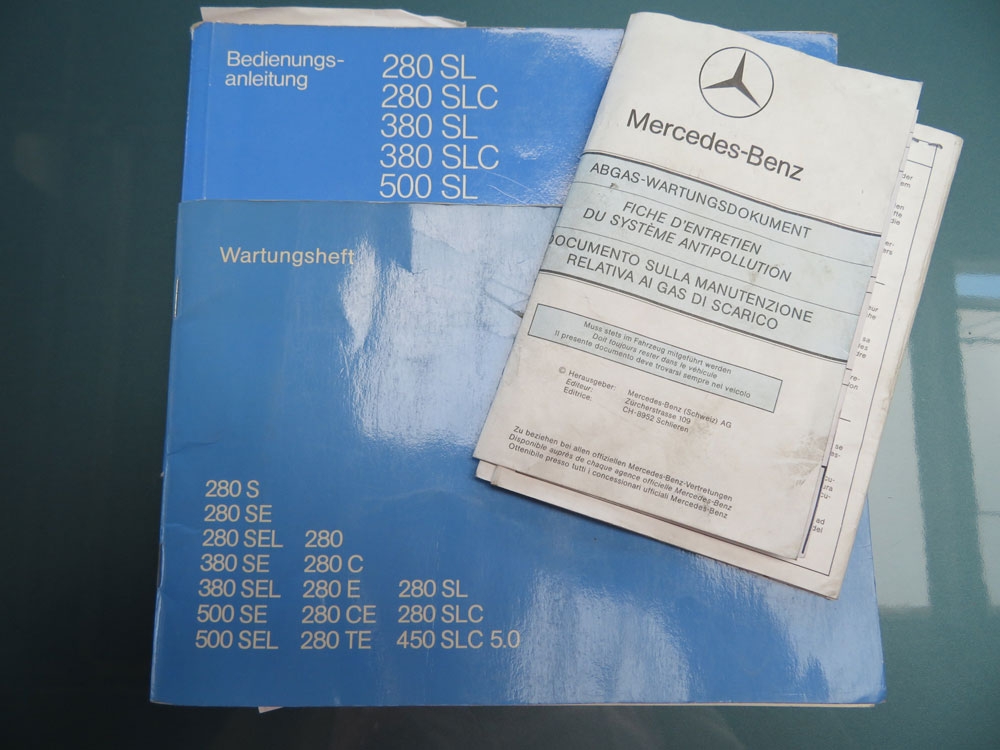 Bedienungs-
anleitung
280 SL
280 SLC
380 SL
380 SLC
500 SL
Wartungsheft
280 S
280 SE
280 SEL 280
380 SE 280 C
380 SEL 280 E 280 SL
500 SE 280 CE 280 SLC
500 SEL 280 TE 450 SLC 5.0
Mercedes-Benz
ABGAS-WARTUNGSDOKUMENT
FICHE D'ENTRETIEN
DU SYSTÈME ANTIPOLLUTION
DOCUMENTO SULLA MANUTENZIONE
RELATIVA AI GAS DI SCARICO
Muss stets im Fahrzeug mitgeführt werden
Doit toujours rester dans le véhicule
Il presente documento deve trovarsi sempre nel veicolo
© Herausgeber: Mercedes-Benz (Schweiz) AG
Editeur: Zürcherstrasse 109
Editrice: CH-8952 Schlieren
Zu beziehen bei allen offiziellen Mercedes-Benz-Vertretungen
Disponible auprès de chaque agence officielle Mercedes-Benz
Ottenibile presso tutti i concessionari ufficiali Mercedes-Benz